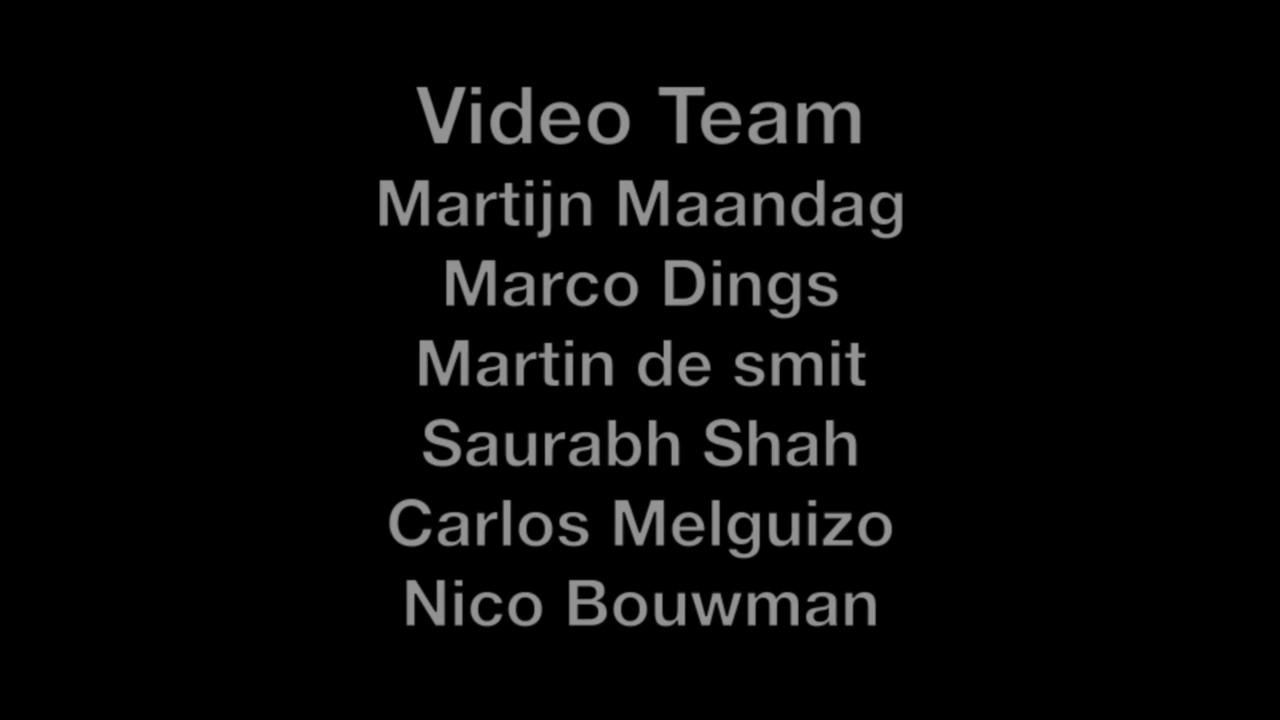 Video Team
Martijn Maandag
Marco Dings
Martin de smit
Saurabh Shah
Carlos Melguizo
Nico Bouwman